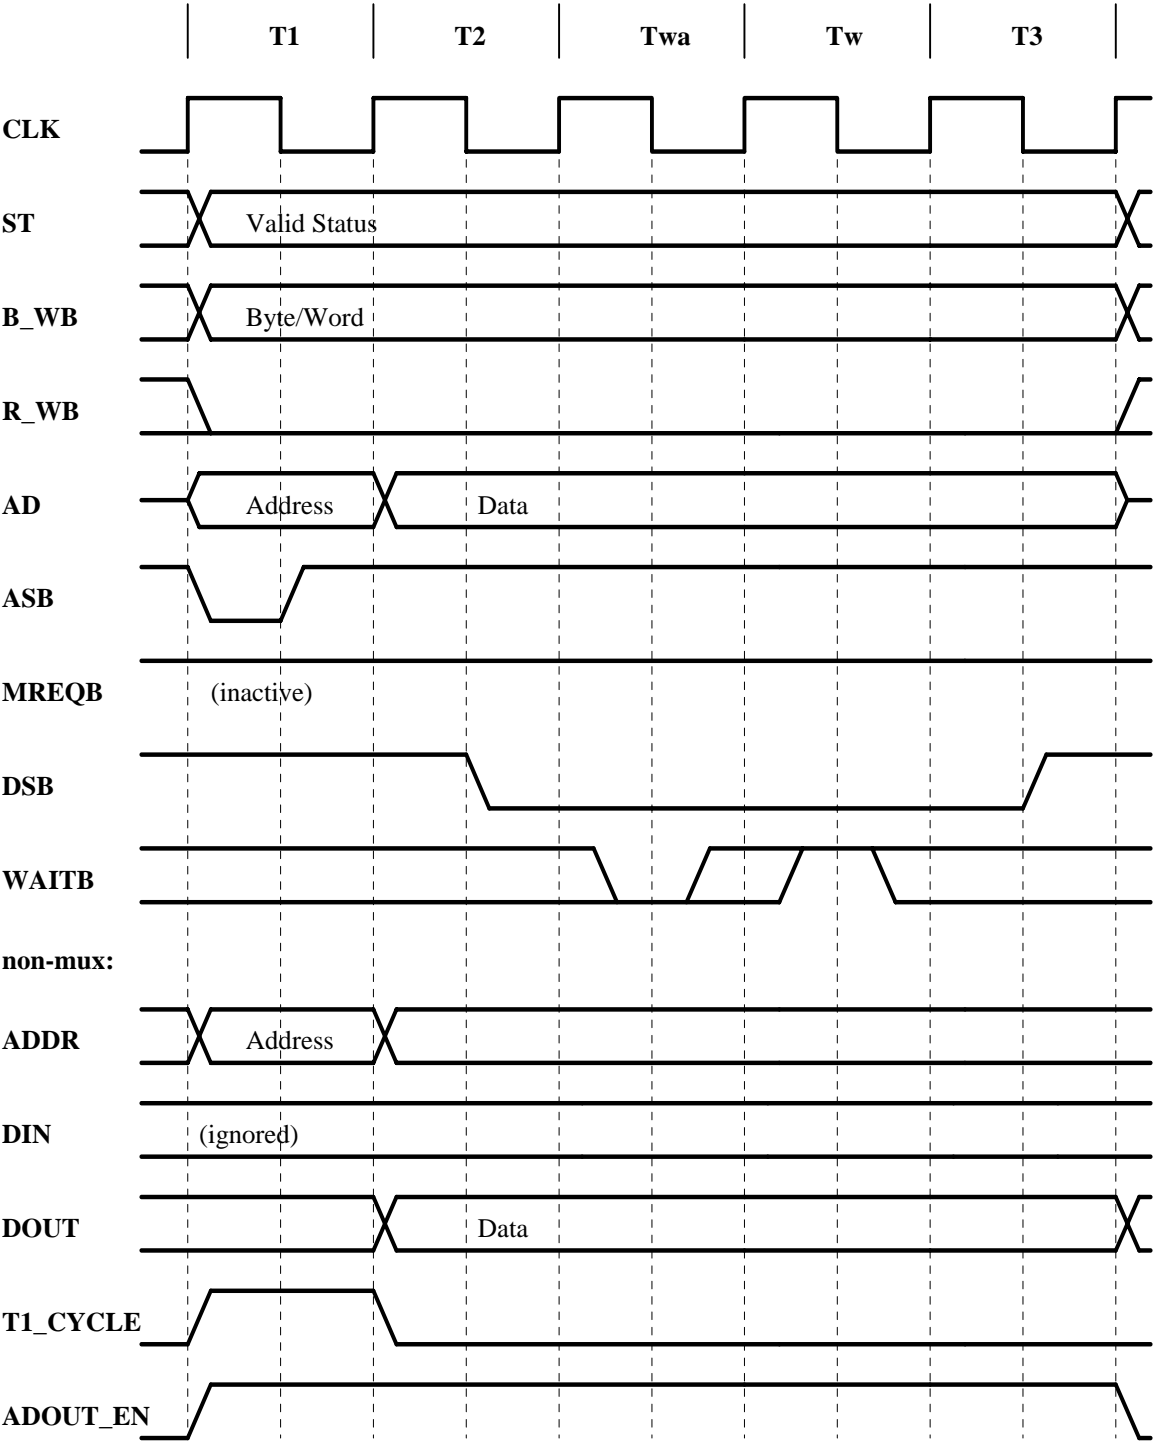 T1 T2 Twa Tw T3
CLK
ST Valid Status
B_WB Byte/Word
R_WB
AD Address Data
ASB
MREQB (inactive)
DSB
WAITB
non-mux:
ADDR Address
DIN (ignored)
DOUT Data
T1_CYCLE
ADOUT_EN